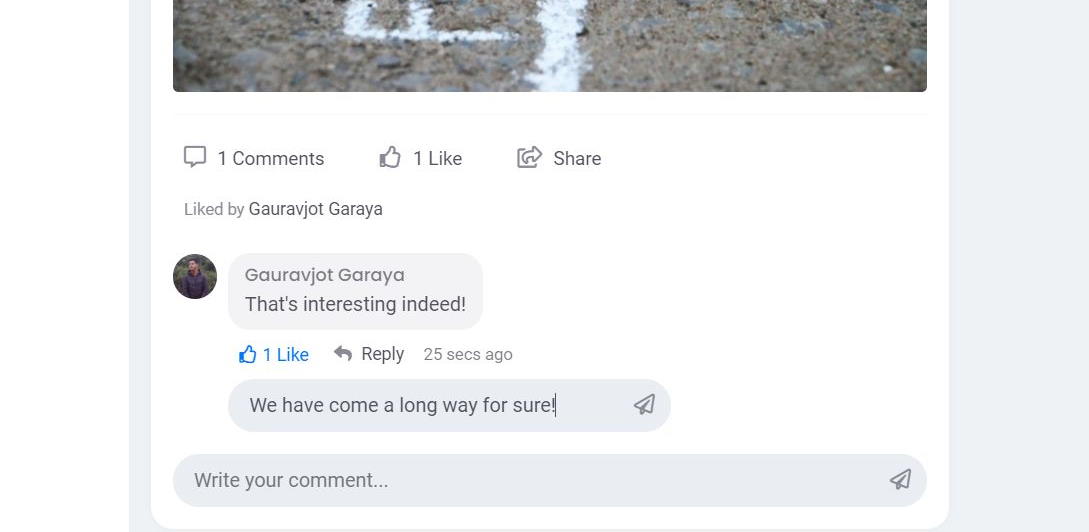 1 Comments 1 Like Share
Liked by Gauravjot Garaya
Gauravjot Garaya
That's interesting indeed!
1 Like Reply 25 secs ago
We have come a long way for sure!
Write your comment...